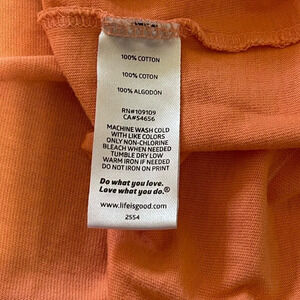 100% COTTON
100% COTON
100% ALGODÓN
RN#109109
CA#54656
MACHINE WASH COLD
WITH LIKE COLORS
ONLY NON-CHLORINE
BLEACH WHEN NEEDED
TUMBLE DRY LOW
WARM IRON IF NEEDED
DO NOT IRON ON PRINT
Do what you love.
Love what you do.®
www.lifeisgood.com
2554